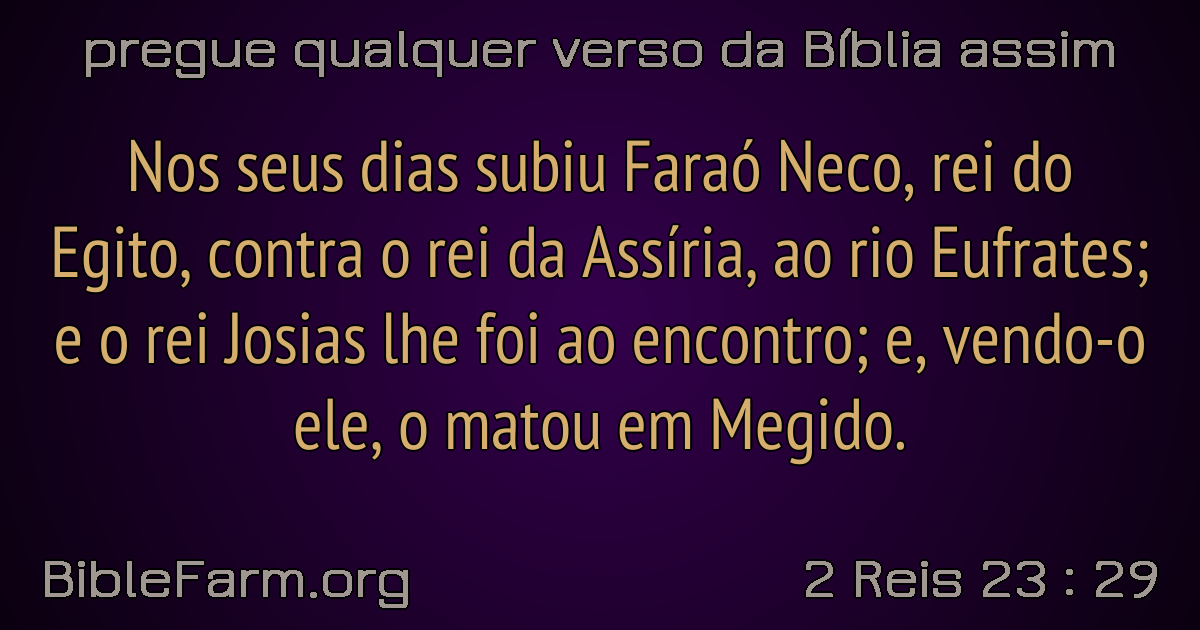 pregue qualquer verso da Bíblia assim
Nos seus dias subiu Faraó Neco, rei do
Egito, contra o rei da Assíria, ao rio Eufrates;
e o rei Josias lhe foi ao encontro; e, vendo-o
ele, o matou em Megido.
BibleFarm.org
2 Reis 23 : 29